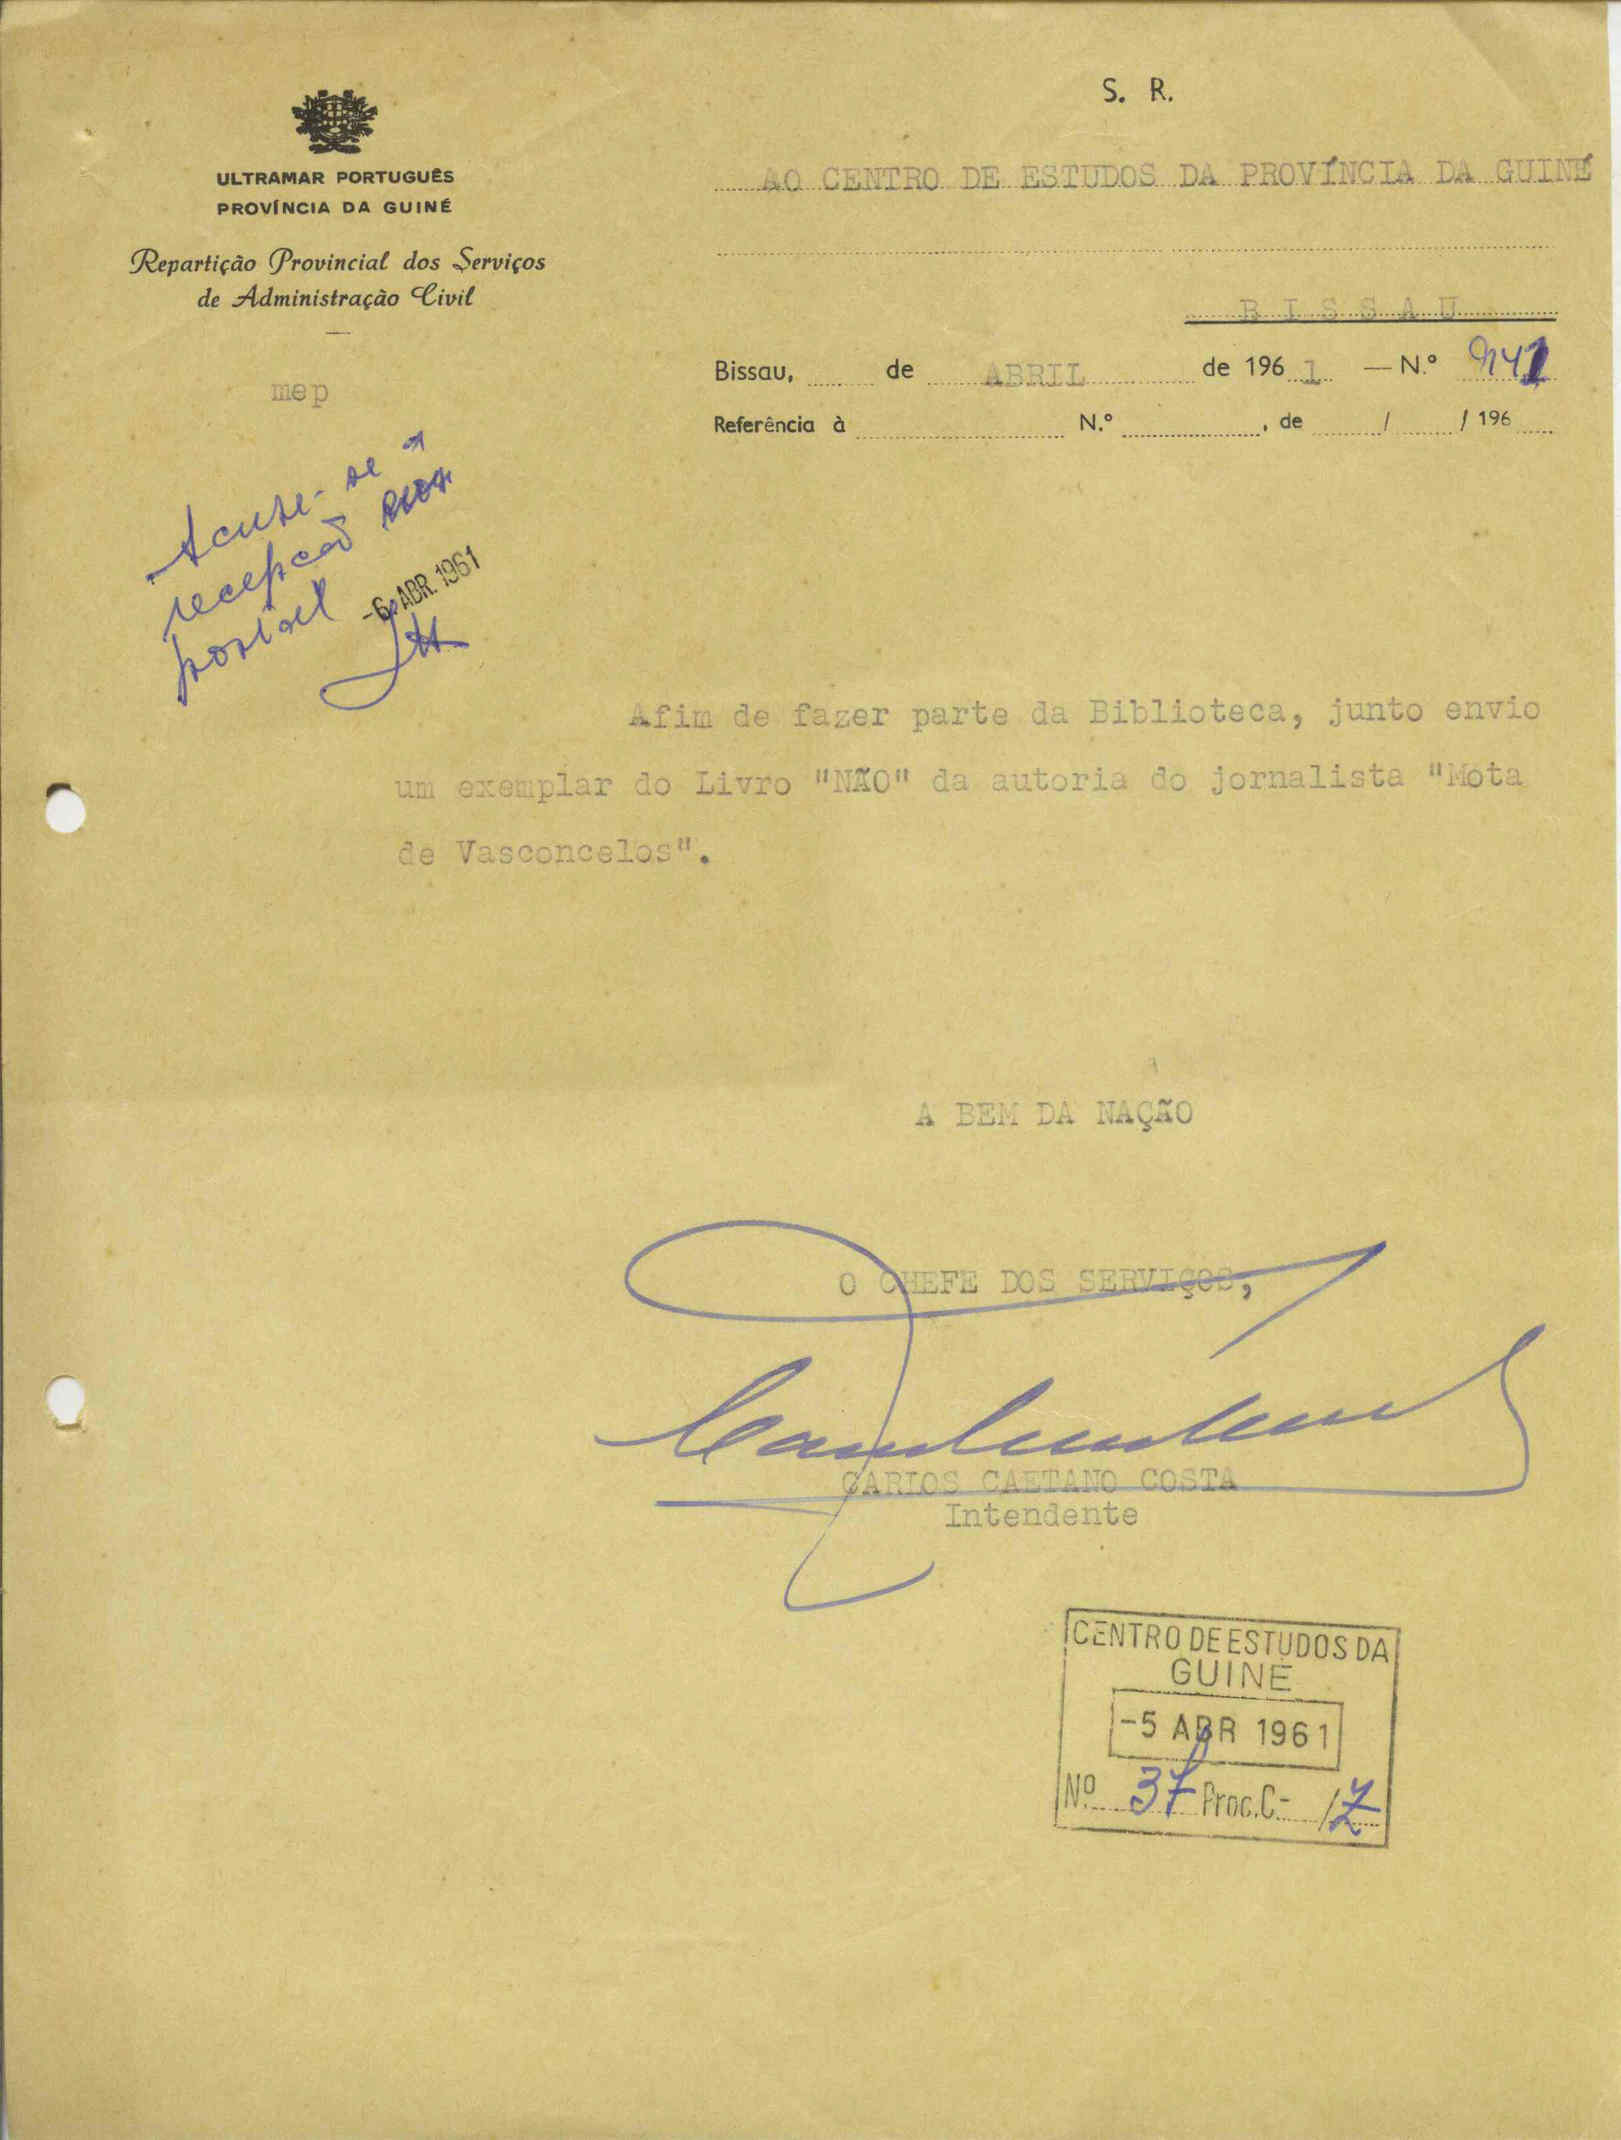 S. R.
ULTRAMAR PORTUGUÊS
PROVÍNCIA DA GUINÉ
Repartição Provincial dos Serviços
de Administração Civil
mep
AO CENTRO DE ESTUDOS DA PROVÍNCIA DA GUINÉ
B I S S A U
Bissau, de ABRIL de 1961 — N.º
Referência à N.º , de / / 196
Acuse-se a
recepção
postal
-6 ABR. 1961
Afim de fazer parte da Biblioteca, junto envio
um exemplar do Livro "NÃO" da autoria do jornalista "Mota
de Vasconcelos".
A BEM DA NAÇÃO
O CHEFE DOS SERVIÇOS,
CARLOS CAETANO COSTA
Intendente
CENTRO DE ESTUDOS DA
GUINÉ
-5 ABR 1961
Nº 37 Proc. C- /7